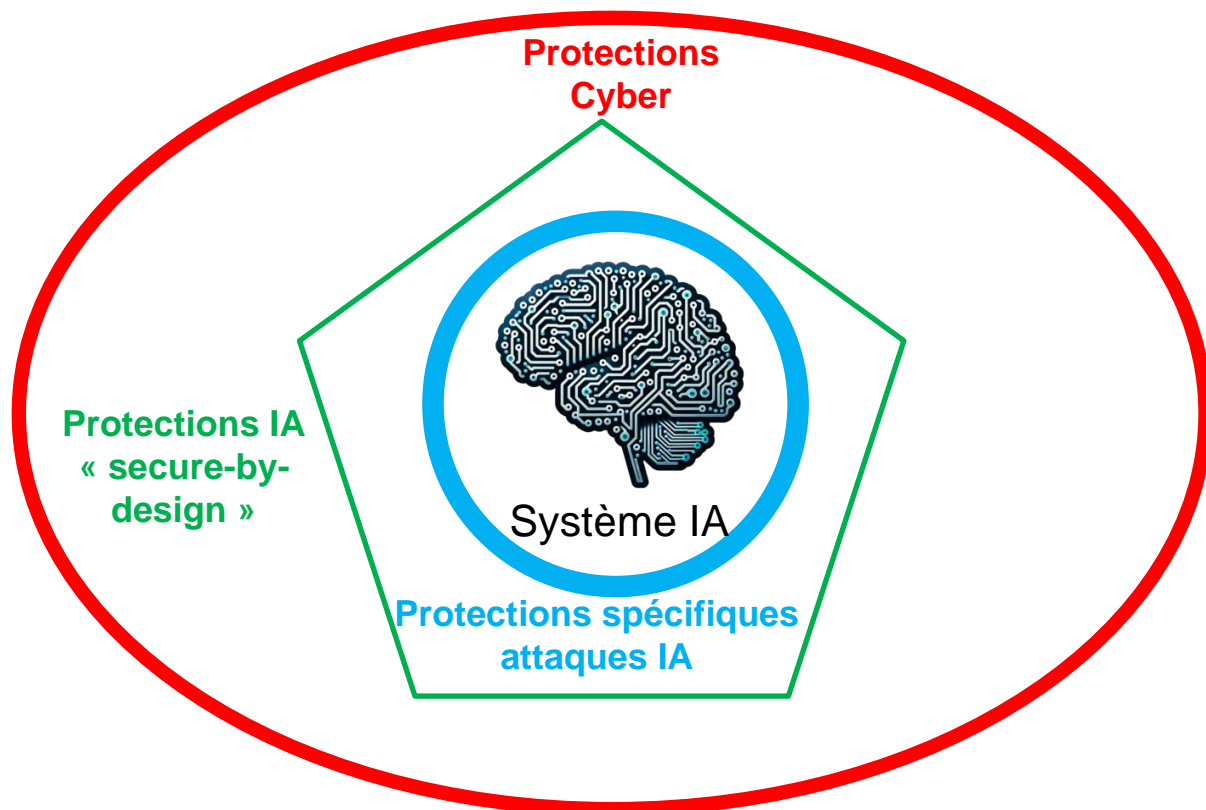 Protections
Cyber
Protections IA
« secure-by-
design »
Système IA
Protections spécifiques
attaques IA